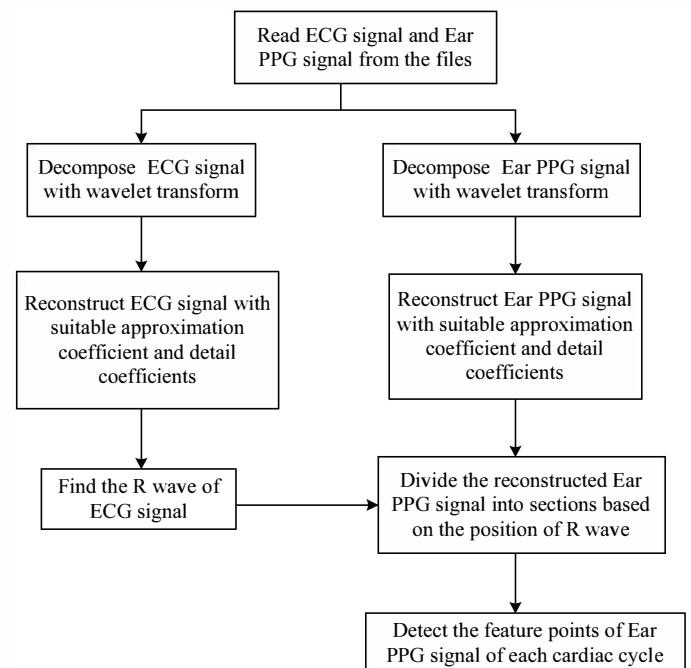 Read ECG signal and Ear
PPG signal from the files
Decompose ECG signal
with wavelet transform
Decompose Ear PPG signal
with wavelet transform
Reconstruct ECG signal with
suitable approximation
coefficient and detail
coefficients
Reconstruct Ear PPG signal
with suitable approximation
coefficient and detail
coefficients
Find the R wave of
ECG signal
Divide the reconstructed Ear
PPG signal into sections based
on the position of R wave
Detect the feature points of Ear
PPG signal of each cardiac cycle